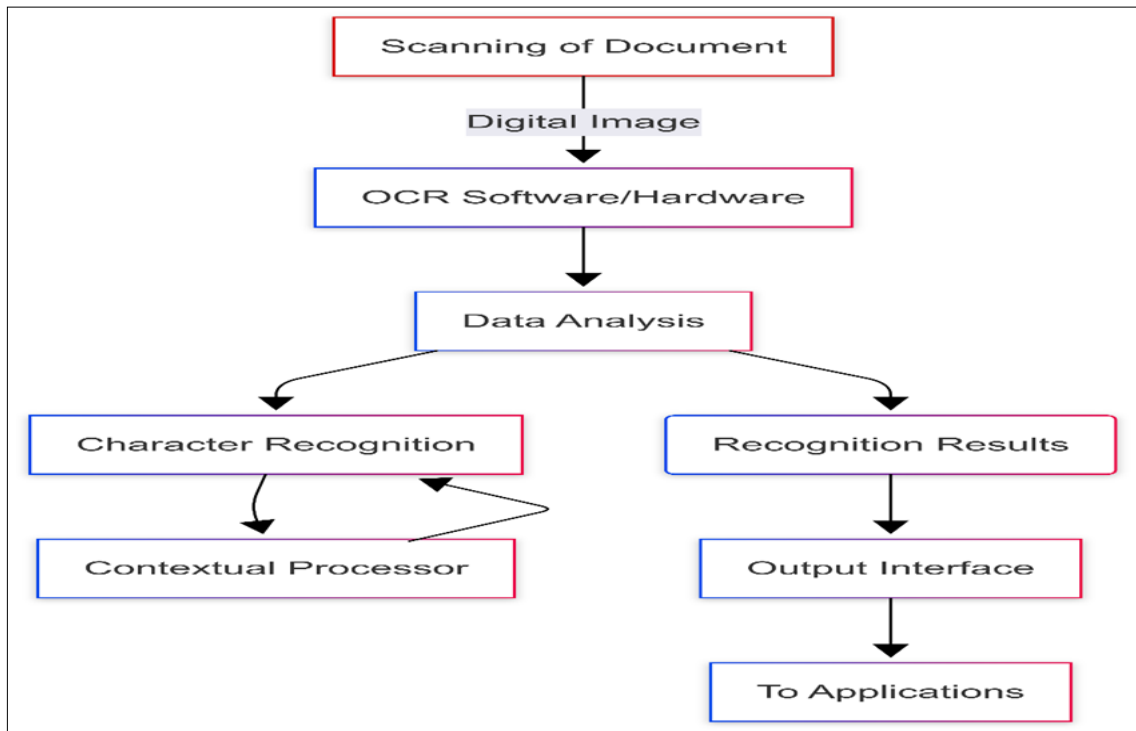 Scanning of Document
Digital Image
OCR Software/Hardware
Data Analysis
Character Recognition
Recognition Results
Contextual Processor
Output Interface
To Applications